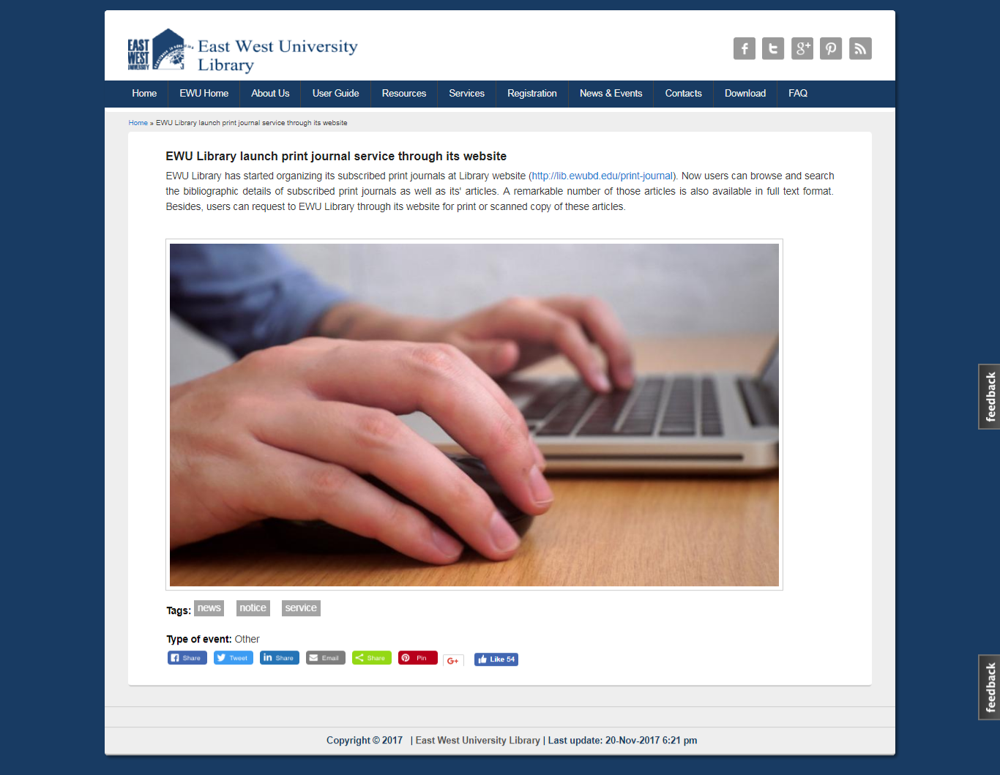 EAST
WEST
UNIVERSITY
East West University
Library
Home EWU Home About Us User Guide Resources Services Registration News & Events Contacts Download FAQ
Home » EWU Library launch print journal service through its website
EWU Library launch print journal service through its website
EWU Library has started organizing its subscribed print journals at Library website (http://lib.ewubd.edu/print-journal). Now users can browse and search
the bibliographic details of subscribed print journals as well as its' articles. A remarkable number of those articles is also available in full text format.
Besides, users can request to EWU Library through its website for print or scanned copy of these articles.
feedback
Tags: news notice service
Type of event: Other
Share Tweet Share Email Share Pin G+ Like 54
feedback
Copyright © 2017 | East West University Library | Last update: 20-Nov-2017 6:21 pm